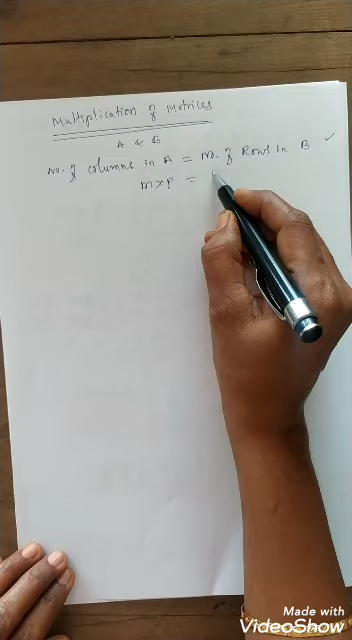 Multiplication of Matrices
A & B
No. of columns in A = No. of Rows in B ✓
m×p =
Made with
VideoShow